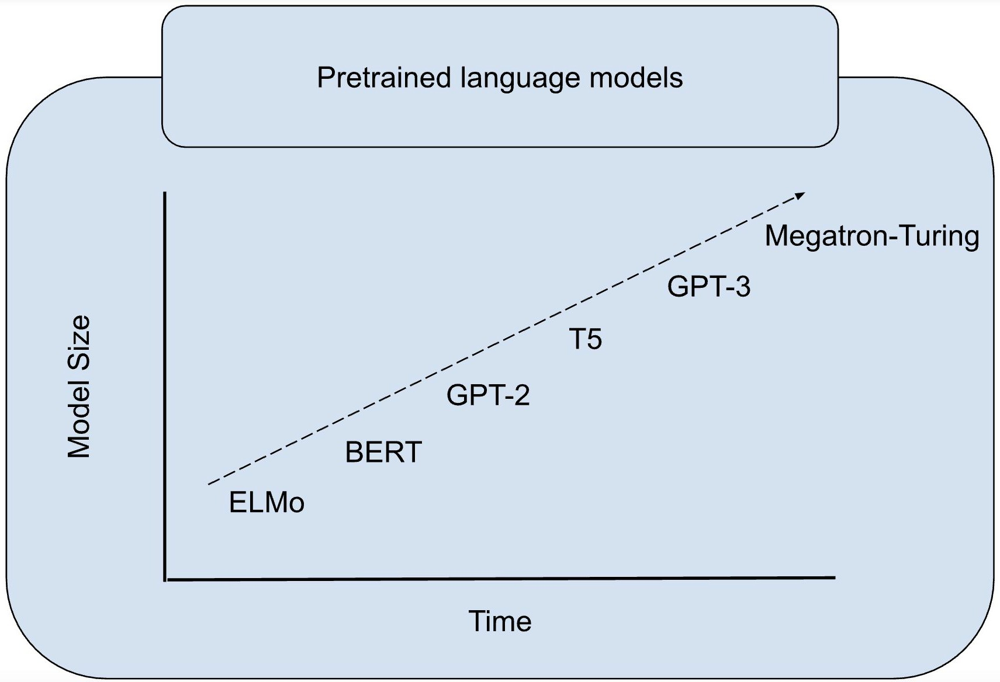 Pretrained language models
Model Size
Megatron-Turing
GPT-3
T5
GPT-2
BERT
ELMo
Time